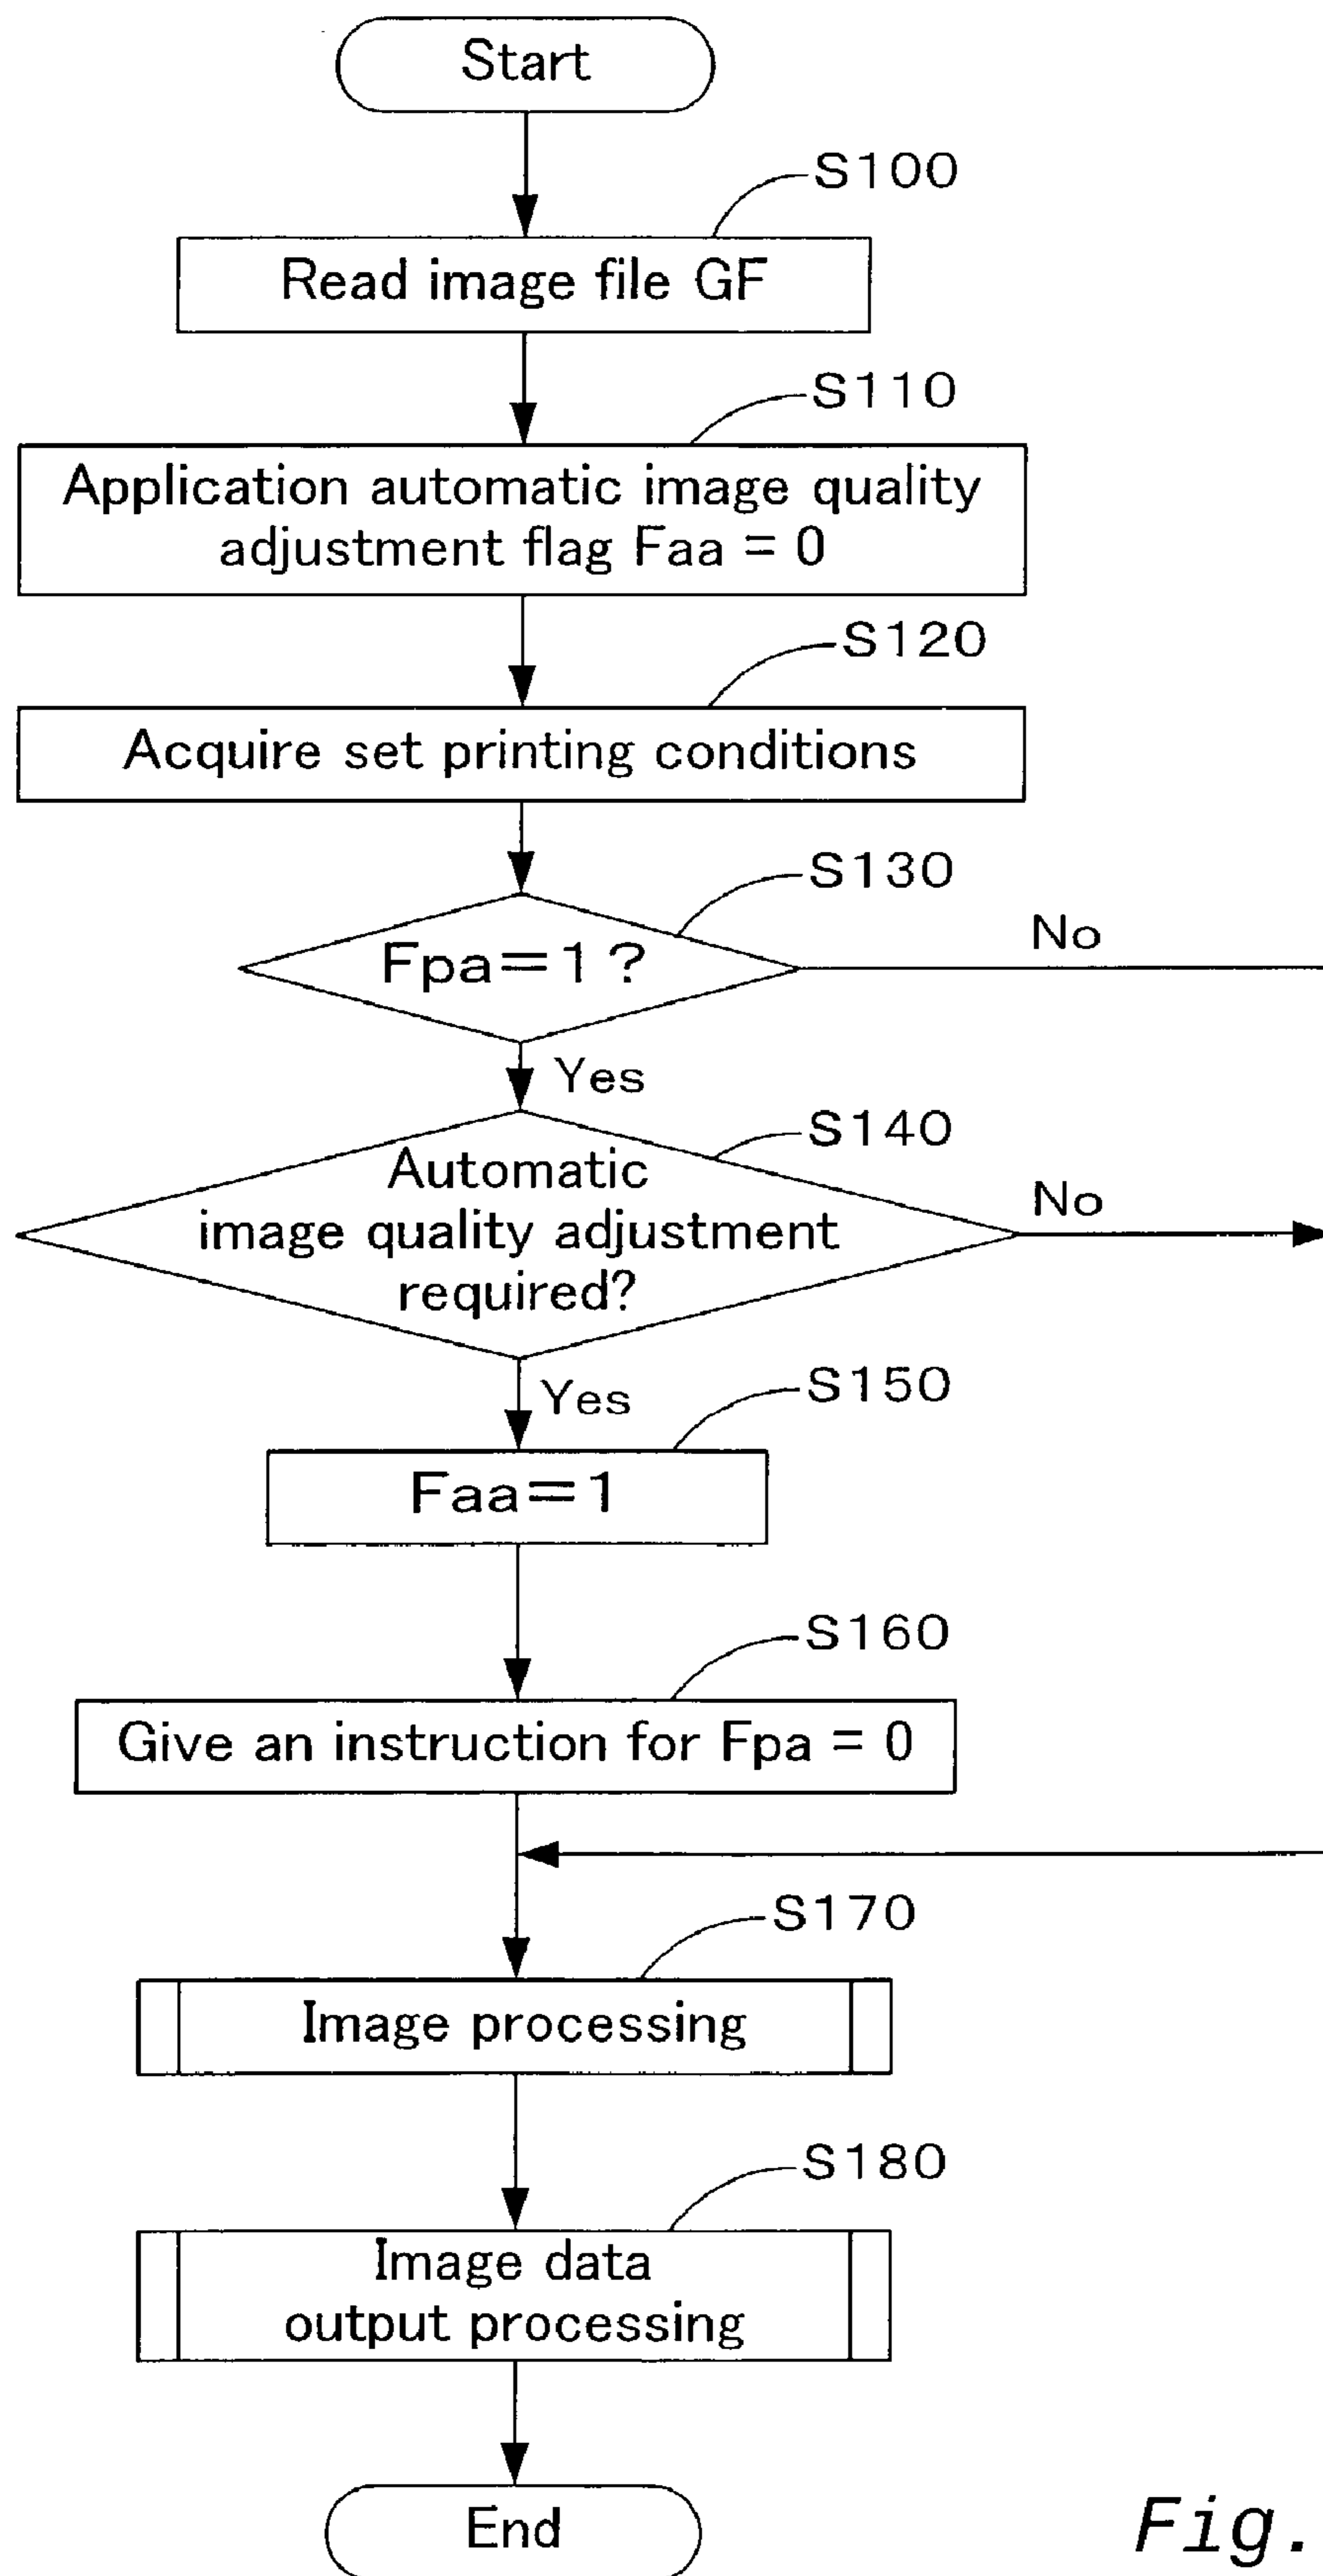 Start
S100
Read image file GF
S110
Application automatic image quality
adjustment flag Faa = 0
S120
Acquire set printing conditions
S130
Fpa=1?
No
Yes
S140
Automatic
image quality adjustment
required?
No
Yes
S150
Faa=1
S160
Give an instruction for Fpa = 0
S170
Image processing
S180
Image data
output processing
End
Fig.